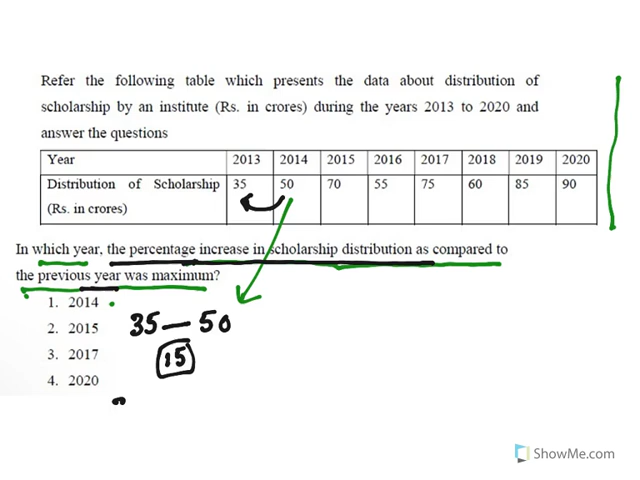 Refer the following table which presents the data about distribution of
scholarship by an institute (Rs. in crores) during the years 2013 to 2020 and
answer the questions
Year 2013 2014 2015 2016 2017 2018 2019 2020
Distribution of Scholarship 35 50 70 55 75 60 85 90
(Rs. in crores)
In which year, the percentage increase in scholarship distribution as compared to
the previous year was maximum?
1. 2014
2. 2015
3. 2017
4. 2020
35 — 50
15
ShowMe.com